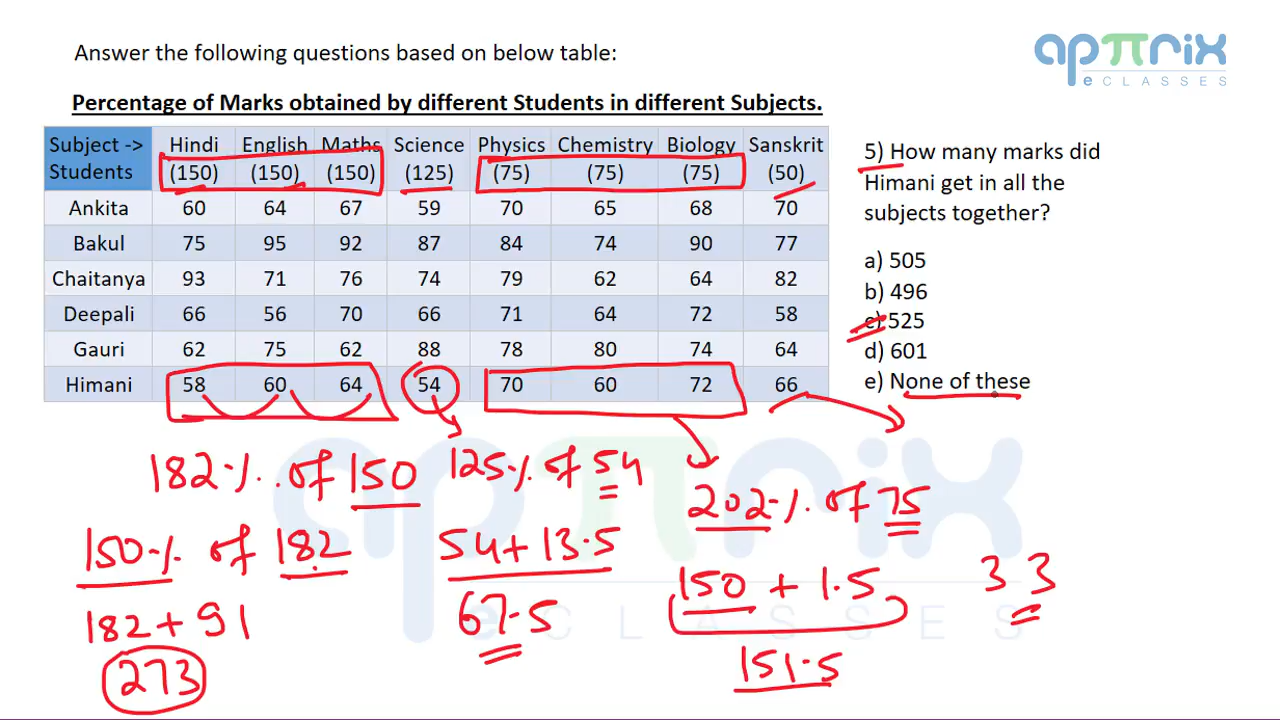 Answer the following questions based on below table:
apπrix
e CLASSES
Percentage of Marks obtained by different Students in different Subjects.
Subject -> Hindi English Maths Science Physics Chemistry Biology Sanskrit
Students (150) (150) (150) (125) (75) (75) (75) (50)
Ankita 60 64 67 59 70 65 68 70
Bakul 75 95 92 87 84 74 90 77
Chaitanya 93 71 76 74 79 62 64 82
Deepali 66 56 70 66 71 64 72 58
Gauri 62 75 62 88 78 80 74 64
Himani 58 60 64 54 70 60 72 66
5) How many marks did
Himani get in all the
subjects together?
a) 505
b) 496
c) 525
d) 601
e) None of these
182% of 150
150% of 182
182 + 91
273
125% of 54
54 + 13.5
67.5
202% of 75
150 + 1.5
151.5
33
e CLASSES